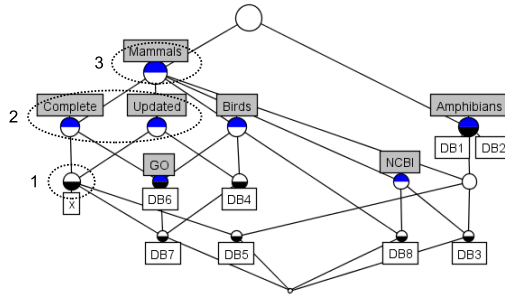 3
Mammals
2
Complete
Updated
Birds
Amphibians
DB1
DB2
1
GO
NCBI
x
DB6
DB4
DB7
DB5
DB8
DB3